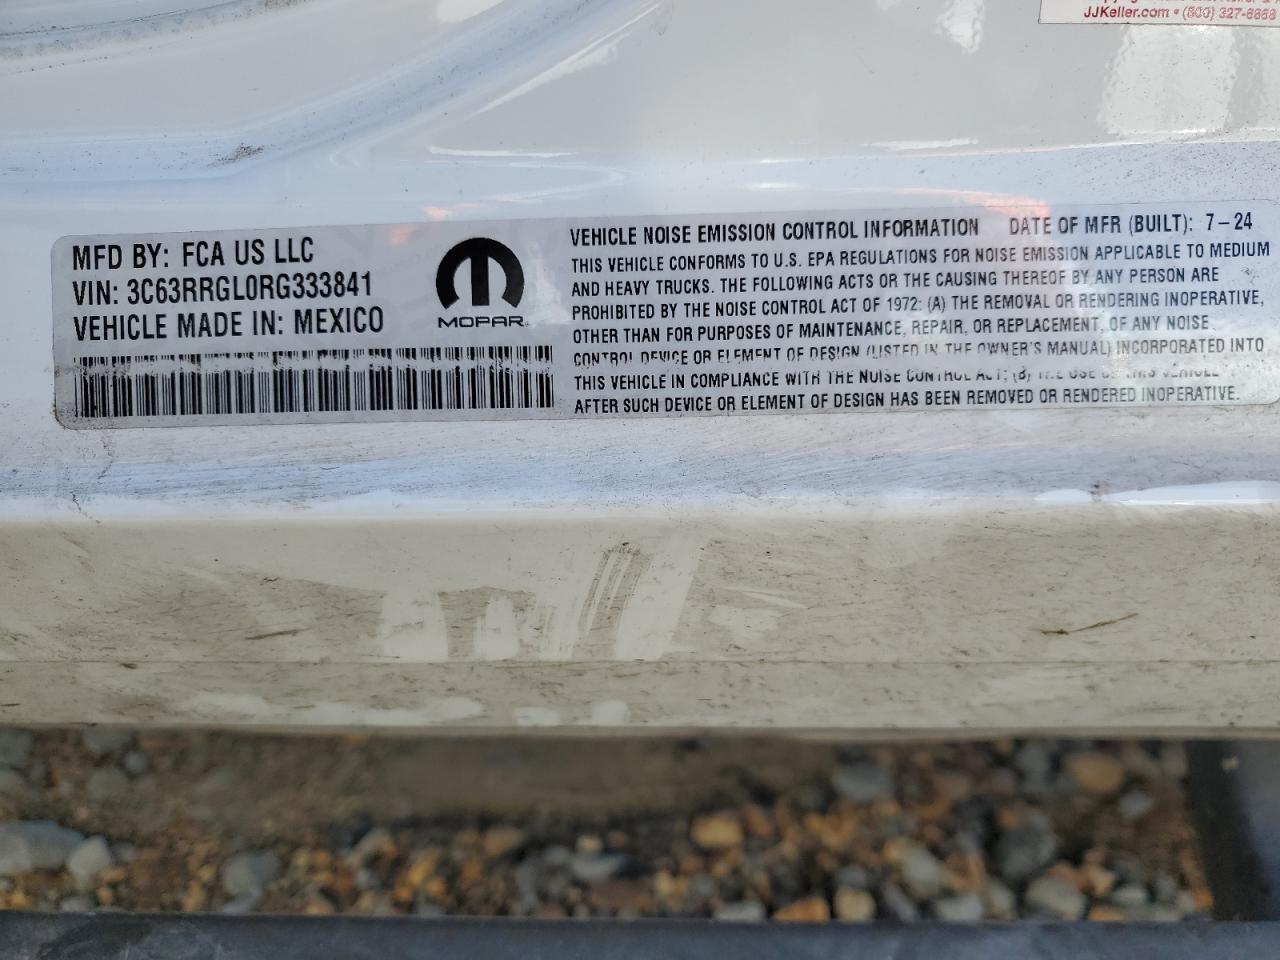 JJKeller.com • (800) 327-6868
MFD BY: FCA US LLC
VIN: 3C63RRGL0RG333841
VEHICLE MADE IN: MEXICO
MOPAR
VEHICLE NOISE EMISSION CONTROL INFORMATION DATE OF MFR (BUILT): 7-24
THIS VEHICLE CONFORMS TO U.S. EPA REGULATIONS FOR NOISE EMISSION APPLICABLE TO MEDIUM
AND HEAVY TRUCKS. THE FOLLOWING ACTS OR THE CAUSING THEREOF BY ANY PERSON ARE
PROHIBITED BY THE NOISE CONTROL ACT OF 1972: (A) THE REMOVAL OR RENDERING INOPERATIVE,
OTHER THAN FOR PURPOSES OF MAINTENANCE, REPAIR, OR REPLACEMENT, OF ANY NOISE
CONTROL DEVICE OR ELEMENT OF DESIGN (LISTED IN THE OWNER'S MANUAL) INCORPORATED INTO
THIS VEHICLE IN COMPLIANCE WITH THE NOISE CONTROL ACT; (B) THE USE OF THIS VEHICLE
AFTER SUCH DEVICE OR ELEMENT OF DESIGN HAS BEEN REMOVED OR RENDERED INOPERATIVE.